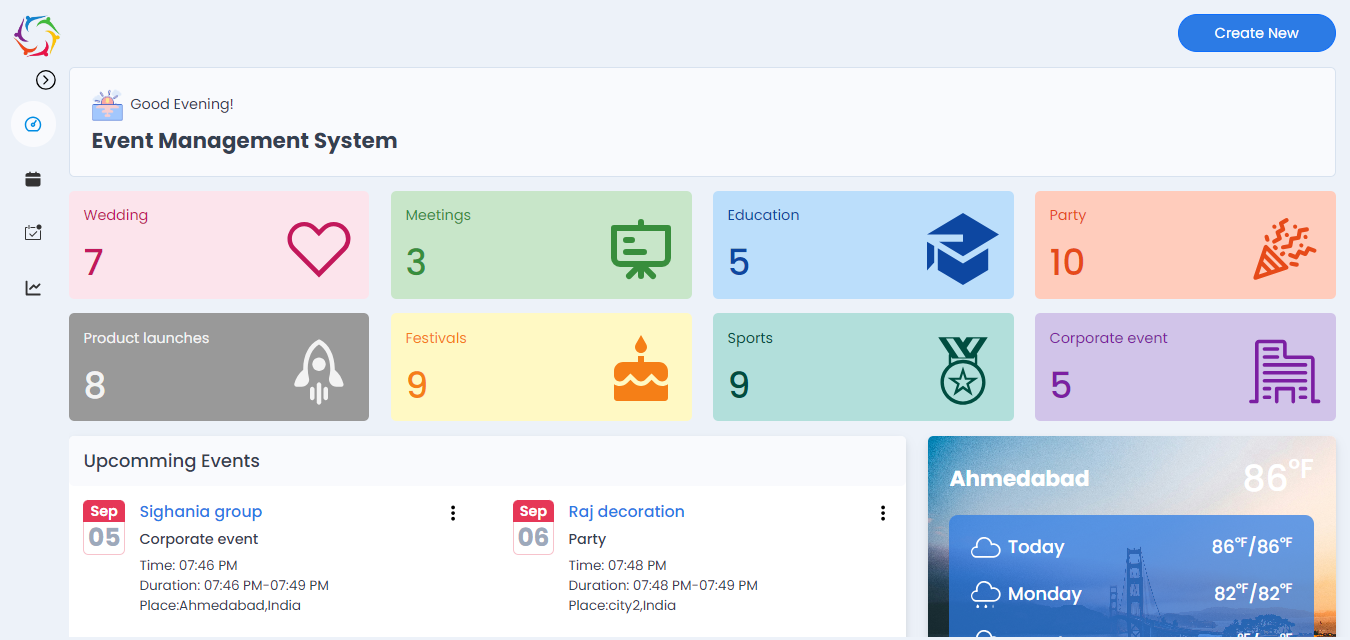 Create New
Good Evening!
Event Management System
Wedding
7
Meetings
3
Education
5
Party
10
Product launches
8
Festivals
9
Sports
9
Corporate event
5
Upcomming Events
Sep
05
Sighania group
Corporate event
Time: 07:46 PM
Duration: 07:46 PM-07:49 PM
Place:Ahmedabad,India
Sep
06
Raj decoration
Party
Time: 07:48 PM
Duration: 07:48 PM-07:49 PM
Place:city2,India
Ahmedabad
86°F
Today
86°F/86°F
Monday
82°F/82°F